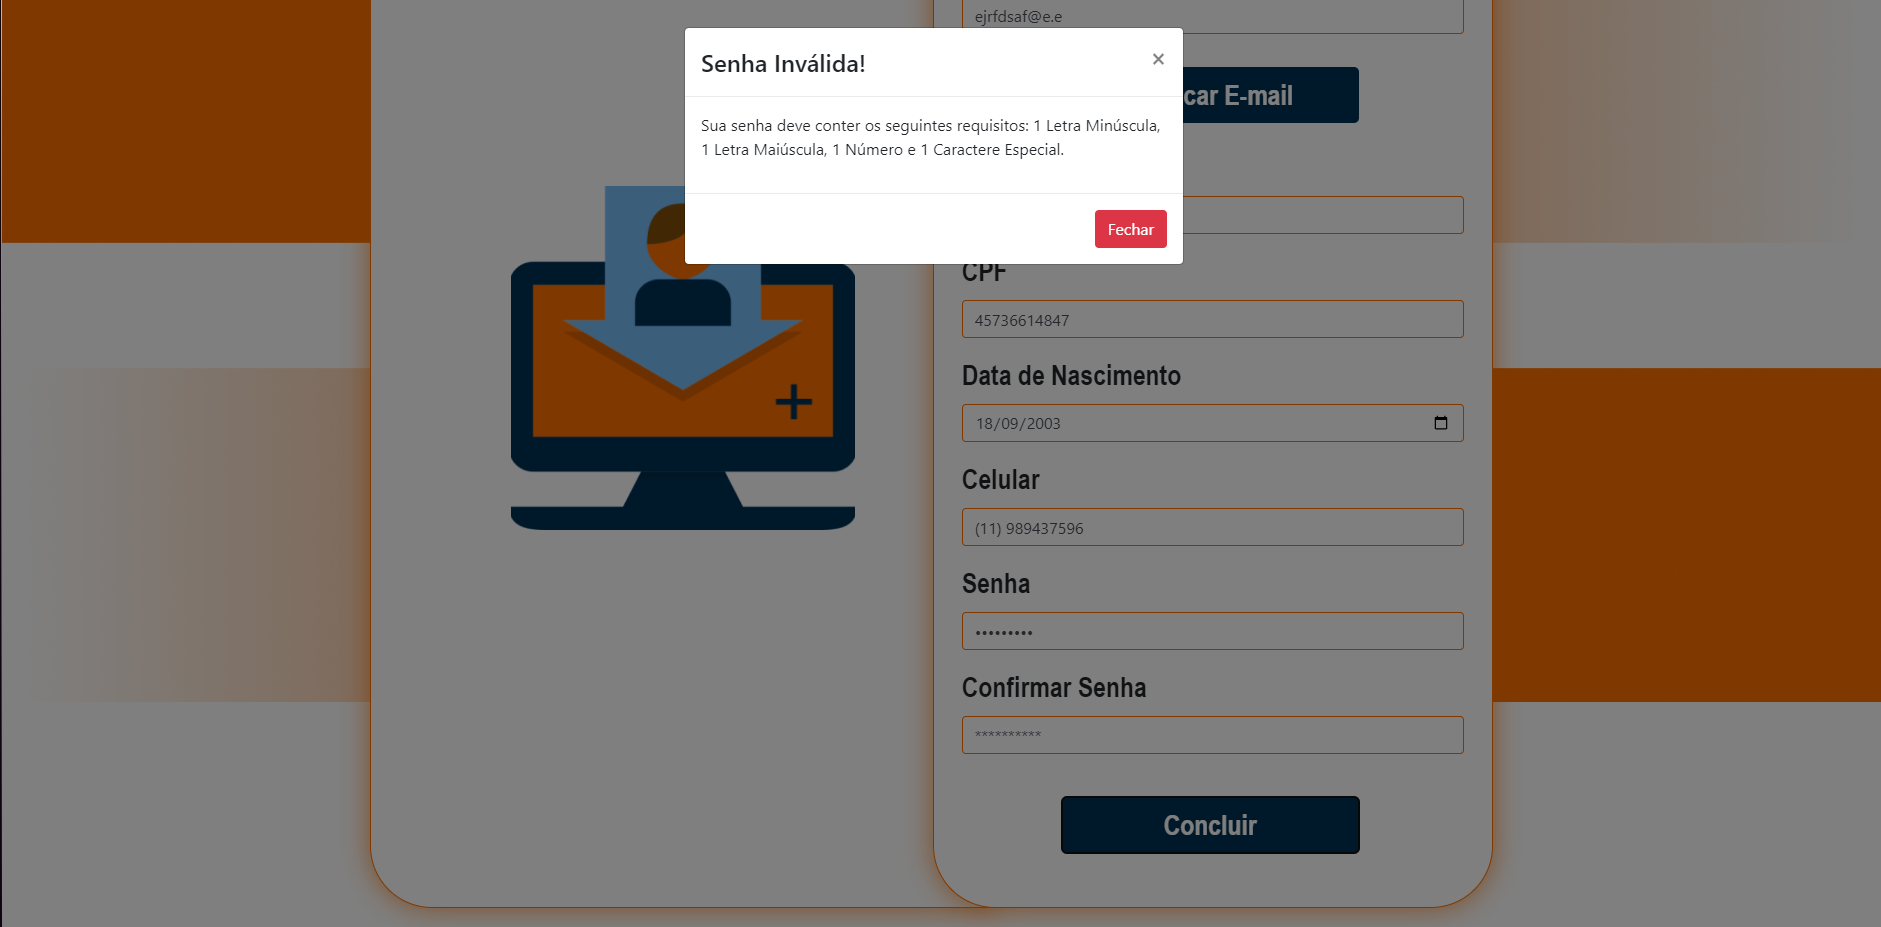 ejrfdsaf@e.e
Senha Inválida!
×
car E-mail
Sua senha deve conter os seguintes requisitos: 1 Letra Minúscula,
1 Letra Maiúscula, 1 Número e 1 Caractere Especial.
Fechar
CPF
45736614847
Data de Nascimento
18/09/2003
Celular
(11) 989437596
Senha
•••••••••
Confirmar Senha
**********
Concluir